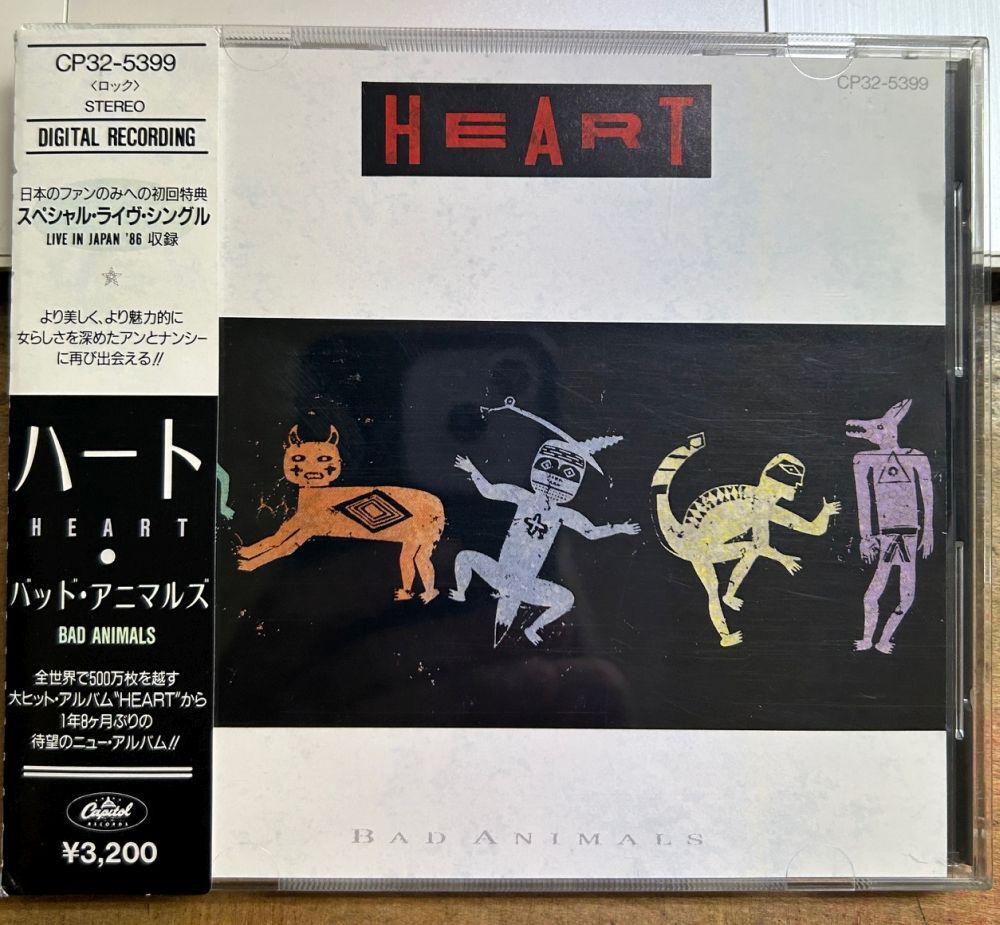 CP32-5399
〈ロック〉
STEREO
DIGITAL RECORDING
日本のファンのみへの初回特典
スペシャル・ライヴ・シングル
LIVE IN JAPAN '86 収録
より美しく、より魅力的に
女らしさを深めたアンとナンシー
に再び出会える!!
ハート
HEART
バッド・アニマルズ
BAD ANIMALS
全世界で500万枚を越す
大ヒット・アルバム"HEART"から
1年8ヶ月ぶりの
待望のニュー・アルバム!!
Capitol
RECORDS
¥3,200
CP32-5399
HEART
BAD ANIMALS